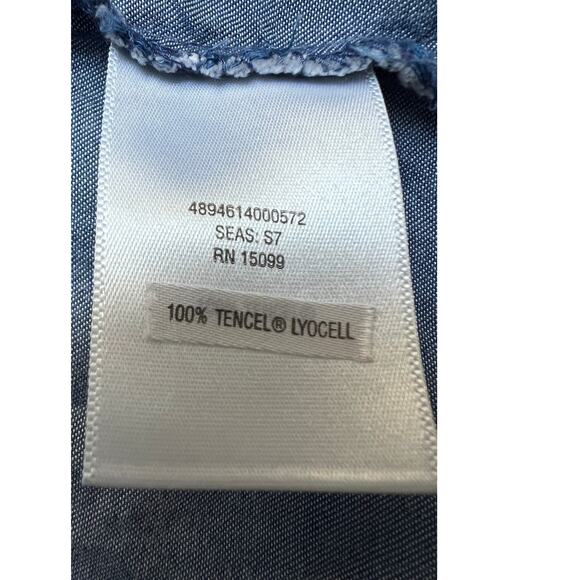 4894614000572
SEAS: S7
RN 15099
100% TENCEL® LYOCELL